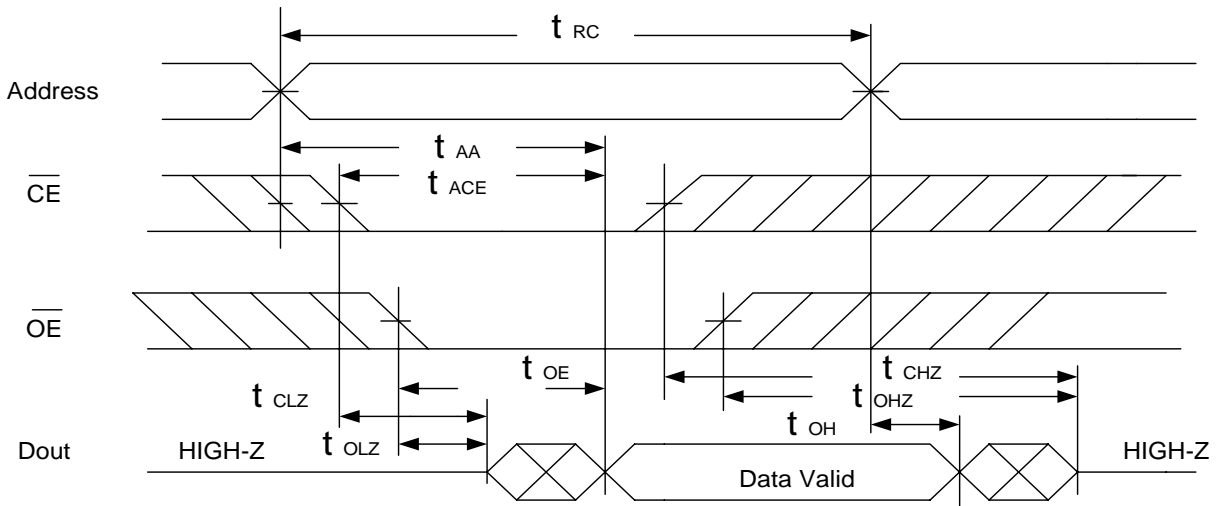 t RC
Address
t AA
t ACE
CE
OE
t OE
t CHZ
t CLZ
t OHZ
t OH
t OLZ
Dout
HIGH-Z
Data Valid
HIGH-Z